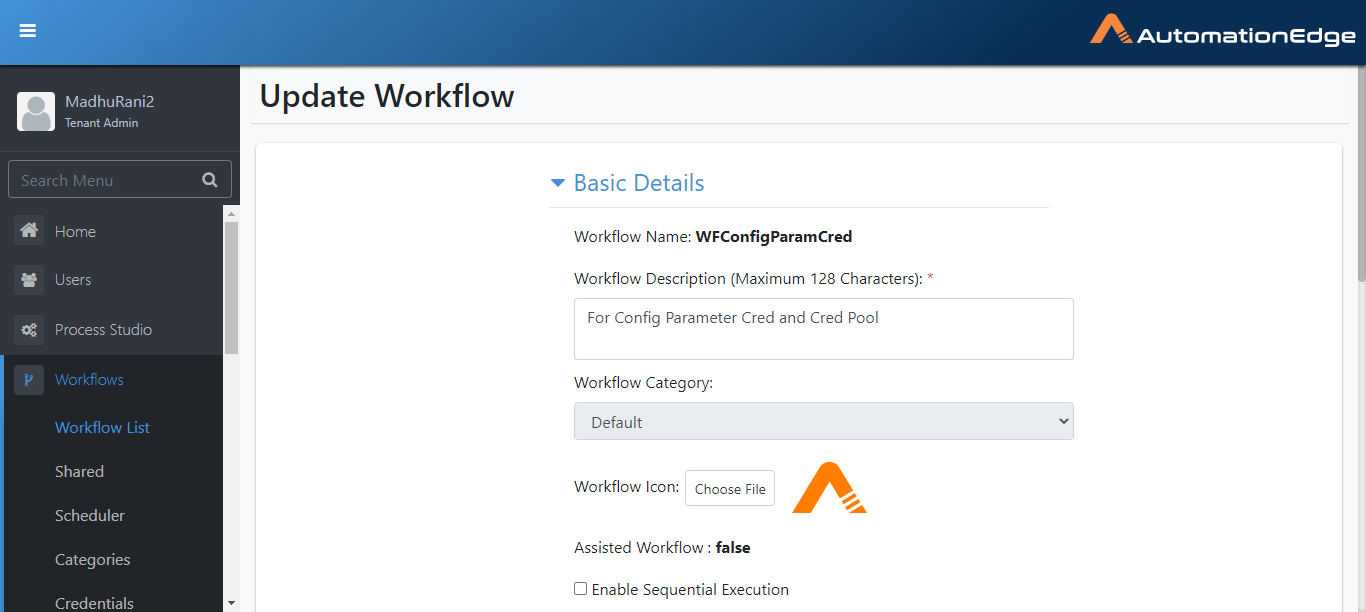 AutomationEdge
MadhuRani2
Tenant Admin
Search Menu
Home
Users
Process Studio
Workflows
Workflow List
Shared
Scheduler
Categories
Credentials
Update Workflow
Basic Details
Workflow Name: WFConfigParamCred
Workflow Description (Maximum 128 Characters): *
For Config Parameter Cred and Cred Pool
Workflow Category:
Default
Workflow Icon: Choose File
Assisted Workflow : false
Enable Sequential Execution